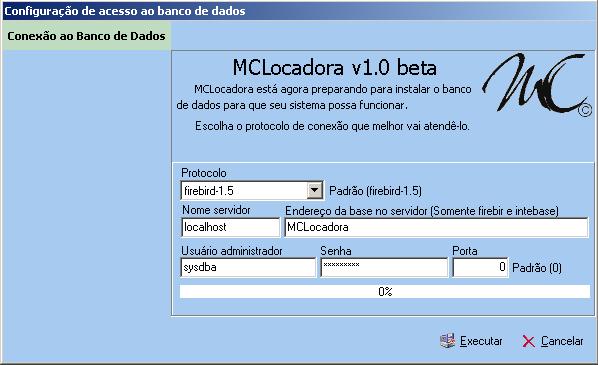 Configuração de acesso ao banco de dados
Conexão ao Banco de Dados
MCLocadora v1.0 beta
MC ©
MCLocadora está agora preparando para instalar o banco
de dados para que seu sistema possa funcionar.
Escolha o protocolo de conexão que melhor vai atendê-lo.
Protocolo
firebird-1.5 Padrão (firebird-1.5)
Nome servidor Endereço da base no servidor (Somente firebir e intebase)
localhost MCLocadora
Usuário administrador Senha Porta
sysdba ********* 0 Padrão (0)
0%
Executar Cancelar